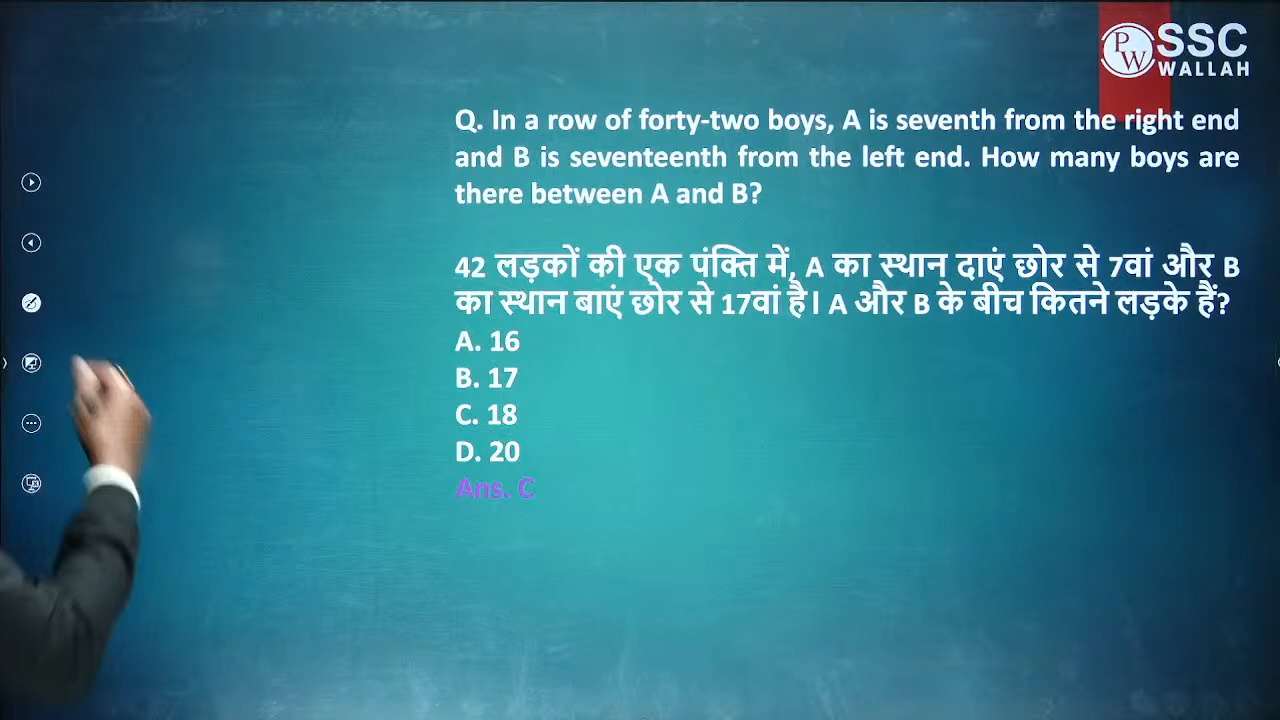 PW SSC
WALLAH
Q. In a row of forty-two boys, A is seventh from the right end
and B is seventeenth from the left end. How many boys are
there between A and B?
42 लड़कों की एक पंक्ति में, A का स्थान दाएं छोर से 7वां और B
का स्थान बाएं छोर से 17वां है। A और B के बीच कितने लड़के हैं?
A. 16
B. 17
C. 18
D. 20
Ans. C